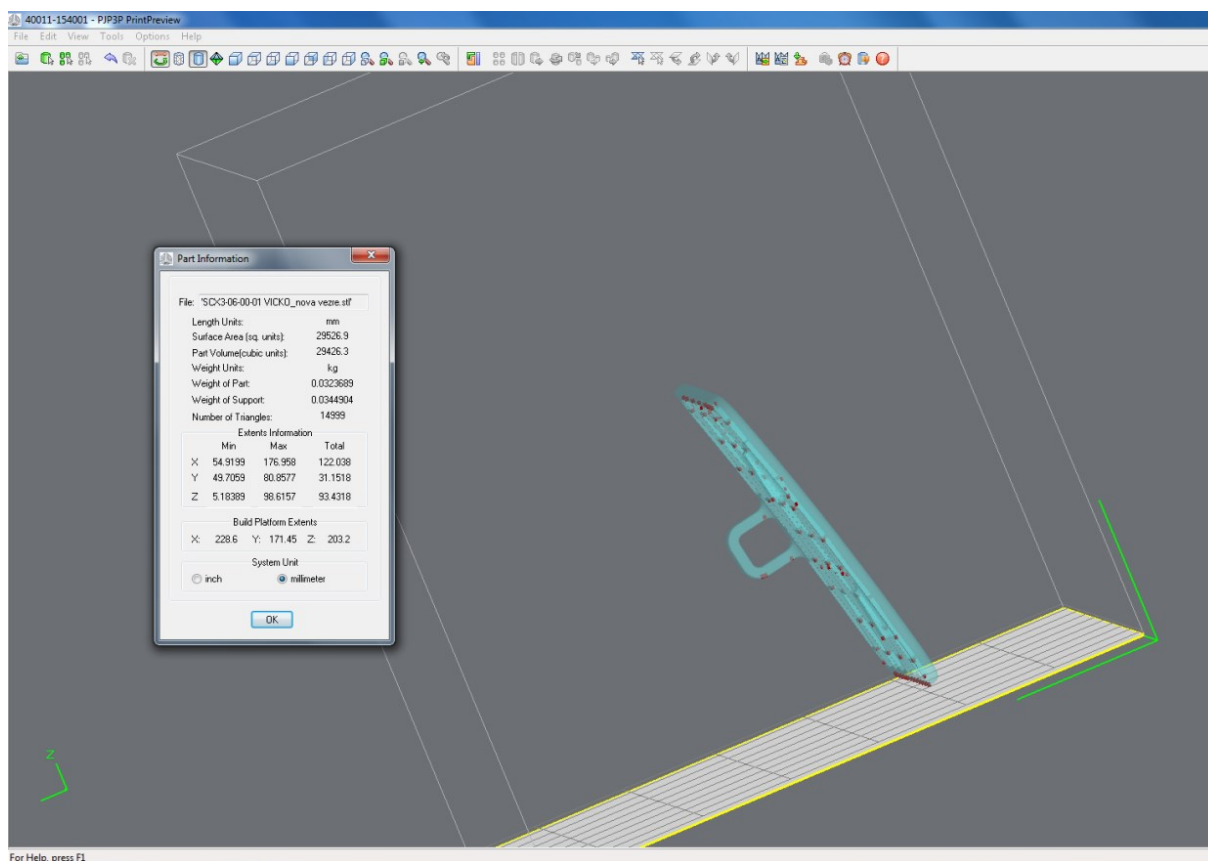 40011-154001 - PJP3P PrintPreview
File Edit View Tools Options Help
Part Information
File: 'SCX3-06-00-01 VICKO_nova vezre.stl'
Length Units: mm
Surface Area (sq. units): 29526.9
Part Volume(cubic units): 29426.3
Weight Units: kg
Weight of Part: 0.0323689
Weight of Support: 0.0344904
Number of Triangles: 14999
Extents Information
Min Max Total
X 54.9199 176.958 122.038
Y 49.7059 80.8577 31.1518
Z 5.18389 98.6157 93.4318
Build Platform Extents
X: 228.6 Y: 171.45 Z: 203.2
System Unit
inch millimeter
OK
Z
For Help, press F1